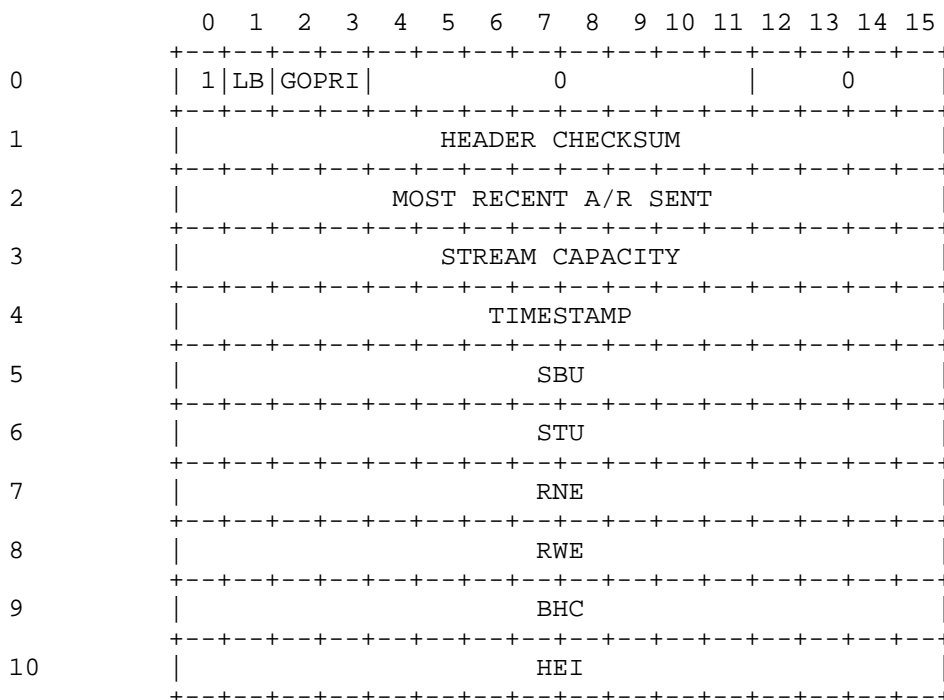 0  1  2  3  4  5  6  7  8  9 10 11 12 13 14 15
+--+--+--+--+--+--+--+--+--+--+--+--+--+--+--+--+
0 | 1|LB|GOPRI| 0 | 0 |
+--+--+--+--+--+--+--+--+--+--+--+--+--+--+--+--+
1 | HEADER CHECKSUM |
+--+--+--+--+--+--+--+--+--+--+--+--+--+--+--+--+
2 | MOST RECENT A/R SENT |
+--+--+--+--+--+--+--+--+--+--+--+--+--+--+--+--+
3 | STREAM CAPACITY |
+--+--+--+--+--+--+--+--+--+--+--+--+--+--+--+--+
4 | TIMESTAMP |
+--+--+--+--+--+--+--+--+--+--+--+--+--+--+--+--+
5 | SBU |
+--+--+--+--+--+--+--+--+--+--+--+--+--+--+--+--+
6 | STU |
+--+--+--+--+--+--+--+--+--+--+--+--+--+--+--+--+
7 | RNE |
+--+--+--+--+--+--+--+--+--+--+--+--+--+--+--+--+
8 | RWE |
+--+--+--+--+--+--+--+--+--+--+--+--+--+--+--+--+
9 | BHC |
+--+--+--+--+--+--+--+--+--+--+--+--+--+--+--+--+
10 | HEI |
+--+--+--+--+--+--+--+--+--+--+--+--+--+--+--+--+